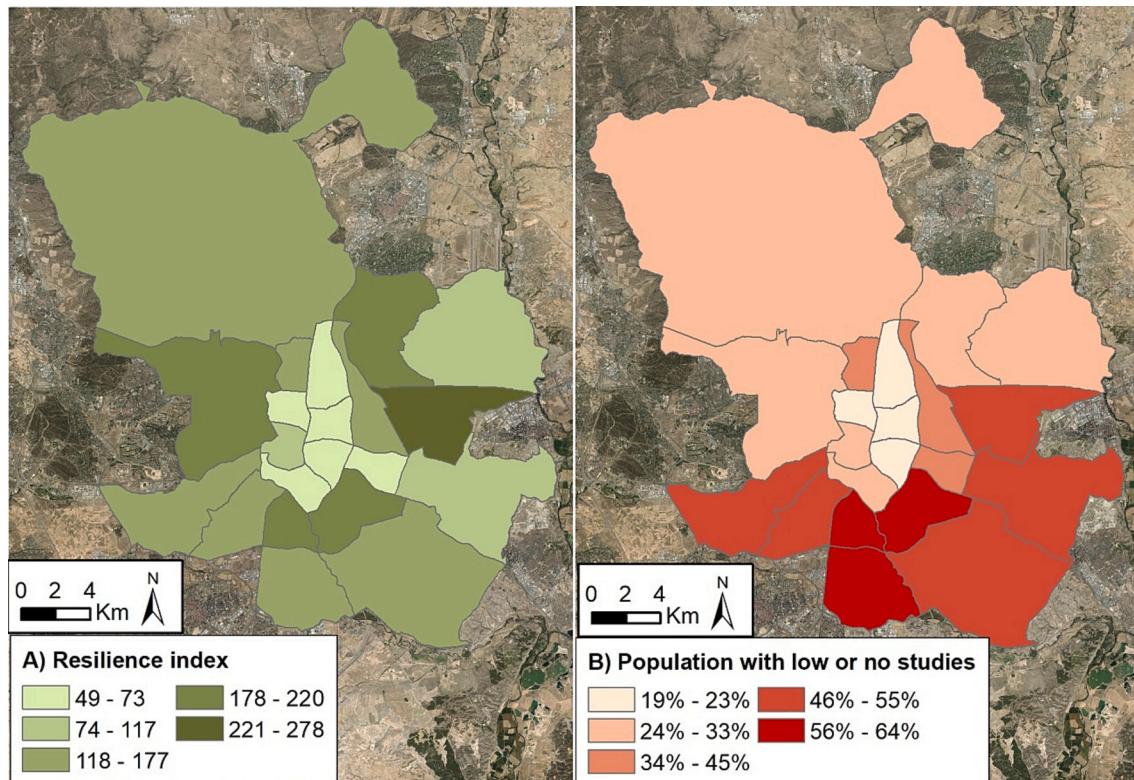 0 2 4
Km
N
A) Resilience index
49 - 73
74 - 117
118 - 177
178 - 220
221 - 278
0 2 4
Km
N
B) Population with low or no studies
19% - 23%
24% - 33%
34% - 45%
46% - 55%
56% - 64%